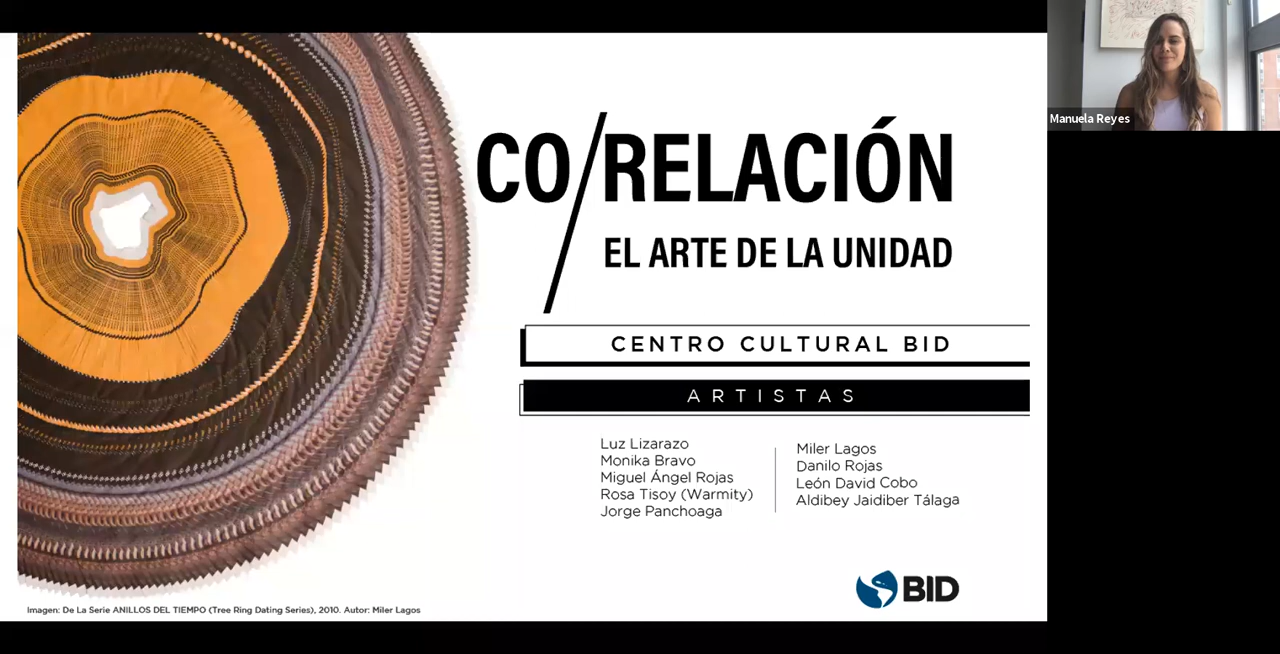 CO/RELACIÓN
EL ARTE DE LA UNIDAD
CENTRO CULTURAL BID
ARTISTAS
Luz Lizarazo
Monika Bravo
Miguel Ángel Rojas
Rosa Tisoy (Warmity)
Jorge Panchoaga
Miler Lagos
Danilo Rojas
León David Cobo
Aldibey Jaidiber Tálaga
BID
Imagen: De La Serie ANILLOS DEL TIEMPO (Tree Ring Dating Series), 2010. Autor: Miler Lagos
Manuela Reyes